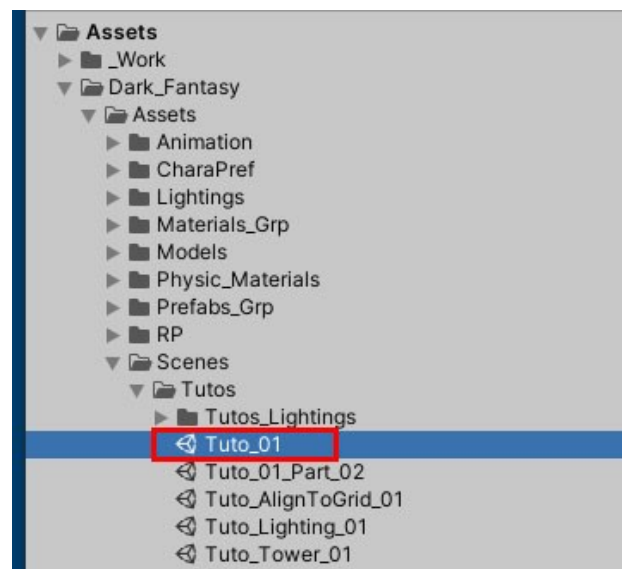 Assets
_Work
Dark_Fantasy
Assets
Animation
CharaPref
Lightings
Materials_Grp
Models
Physic_Materials
Prefabs_Grp
RP
Scenes
Tutos
Tutos_Lightings
Tuto_01
Tuto_01_Part_02
Tuto_AlignToGrid_01
Tuto_Lighting_01
Tuto_Tower_01